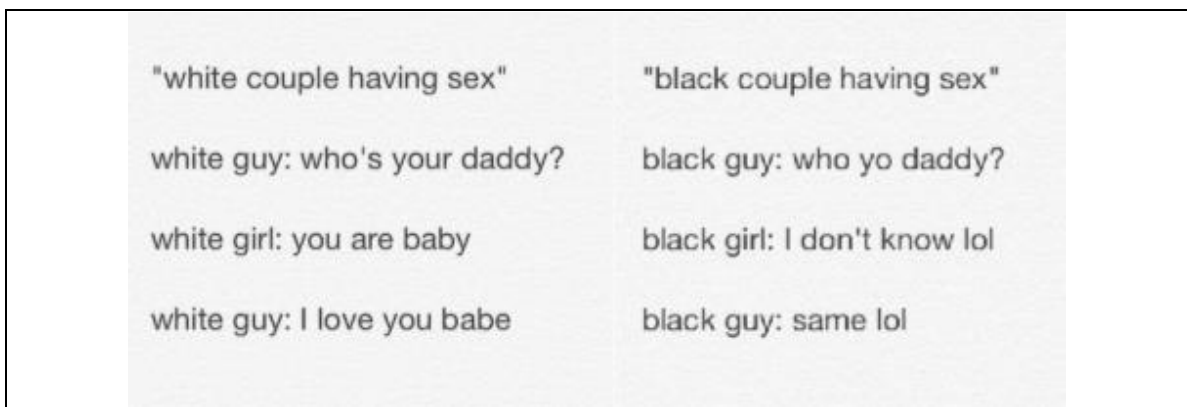 "white couple having sex"
white guy: who's your daddy?
white girl: you are baby
white guy: I love you babe
"black couple having sex"
black guy: who yo daddy?
black girl: I don't know lol
black guy: same lol